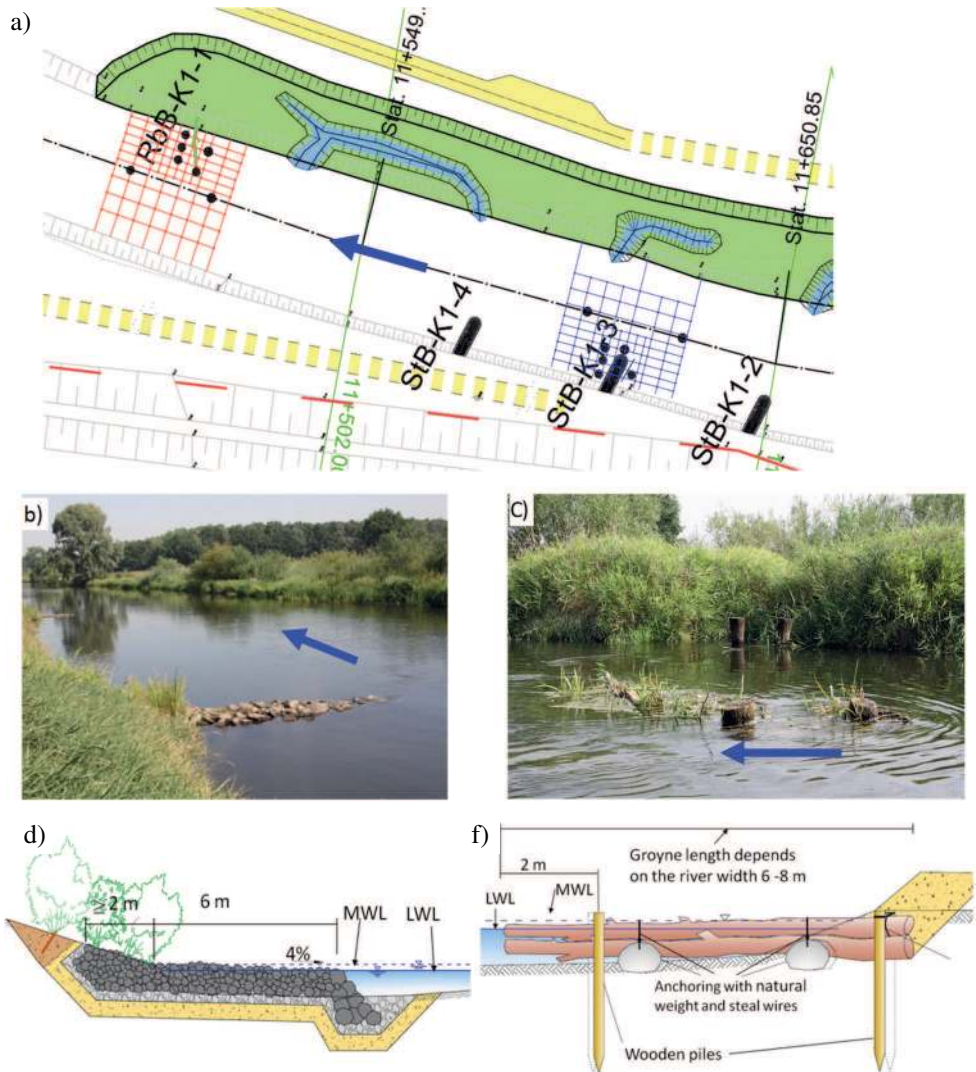 a)
RbB-K1-1
Stat. 11+549.
Stat. 11+650.85
StB-K1-4
StB-K1-3
StB-K1-2
11+502.0
11
b)
C)
d)
≥2 m
6 m
MWL
LWL
4%
f)
Groyne length depends
on the river width 6 -8 m
2 m
LWL
MWL
Anchoring with natural
weight and steal wires
Wooden piles